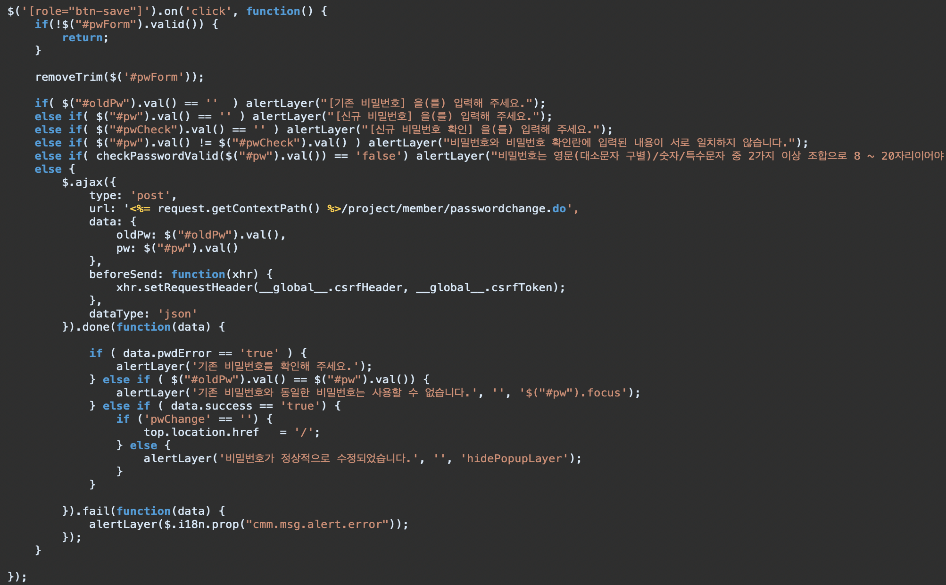 $('[role="btn-save"]').on('click', function() {
if(!$("#pwForm").valid()) {
return;
}
removeTrim($('#pwForm'));
if( $("#oldPw").val() == ''  ) alertLayer("[기존 비밀번호] 을(를) 입력해 주세요.");
else if( $("#pw").val() == '' ) alertLayer("[신규 비밀번호] 을(를) 입력해 주세요.");
else if( $("#pwCheck").val() == '' ) alertLayer("[신규 비밀번호 확인] 을(를) 입력해 주세요.");
else if( $("#pw").val() != $("#pwCheck").val() ) alertLayer("비밀번호와 비밀번호 확인란에 입력된 내용이 서로 일치하지 않습니다.");
else if( checkPasswordValid($("#pw").val()) == 'false') alertLayer("비밀번호는 영문(대소문자 구별)/숫자/특수문자 중 2가지 이상 조합으로 8 ~ 20자리이어야
else {
$.ajax({
type: 'post',
url: '<%= request.getContextPath() %>/project/member/passwordchange.do',
data: {
oldPw: $("#oldPw").val(),
pw: $("#pw").val()
},
beforeSend: function(xhr) {
xhr.setRequestHeader(__global__.csrfHeader, __global__.csrfToken);
},
dataType: 'json'
}).done(function(data) {
if ( data.pwdError == 'true' ) {
alertLayer('기존 비밀번호를 확인해 주세요.');
} else if ( $("#oldPw").val() == $("#pw").val()) {
alertLayer('기존 비밀번호와 동일한 비밀번호는 사용할 수 없습니다.', '', '$("#pw").focus');
} else if ( data.success == 'true') {
if ('pwChange' == '') {
top.location.href   = '/';
} else {
alertLayer('비밀번호가 정상적으로 수정되었습니다.', '', 'hidePopupLayer');
}
}
}).fail(function(data) {
alertLayer($.i18n.prop("cmm.msg.alert.error"));
});
}
});